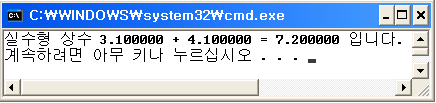 C:₩WINDOWS₩system32₩cmd.exe
실수형 상수 3.100000 + 4.100000 = 7.200000 입니다.
계속하려면 아무 키나 누르십시오 . . .